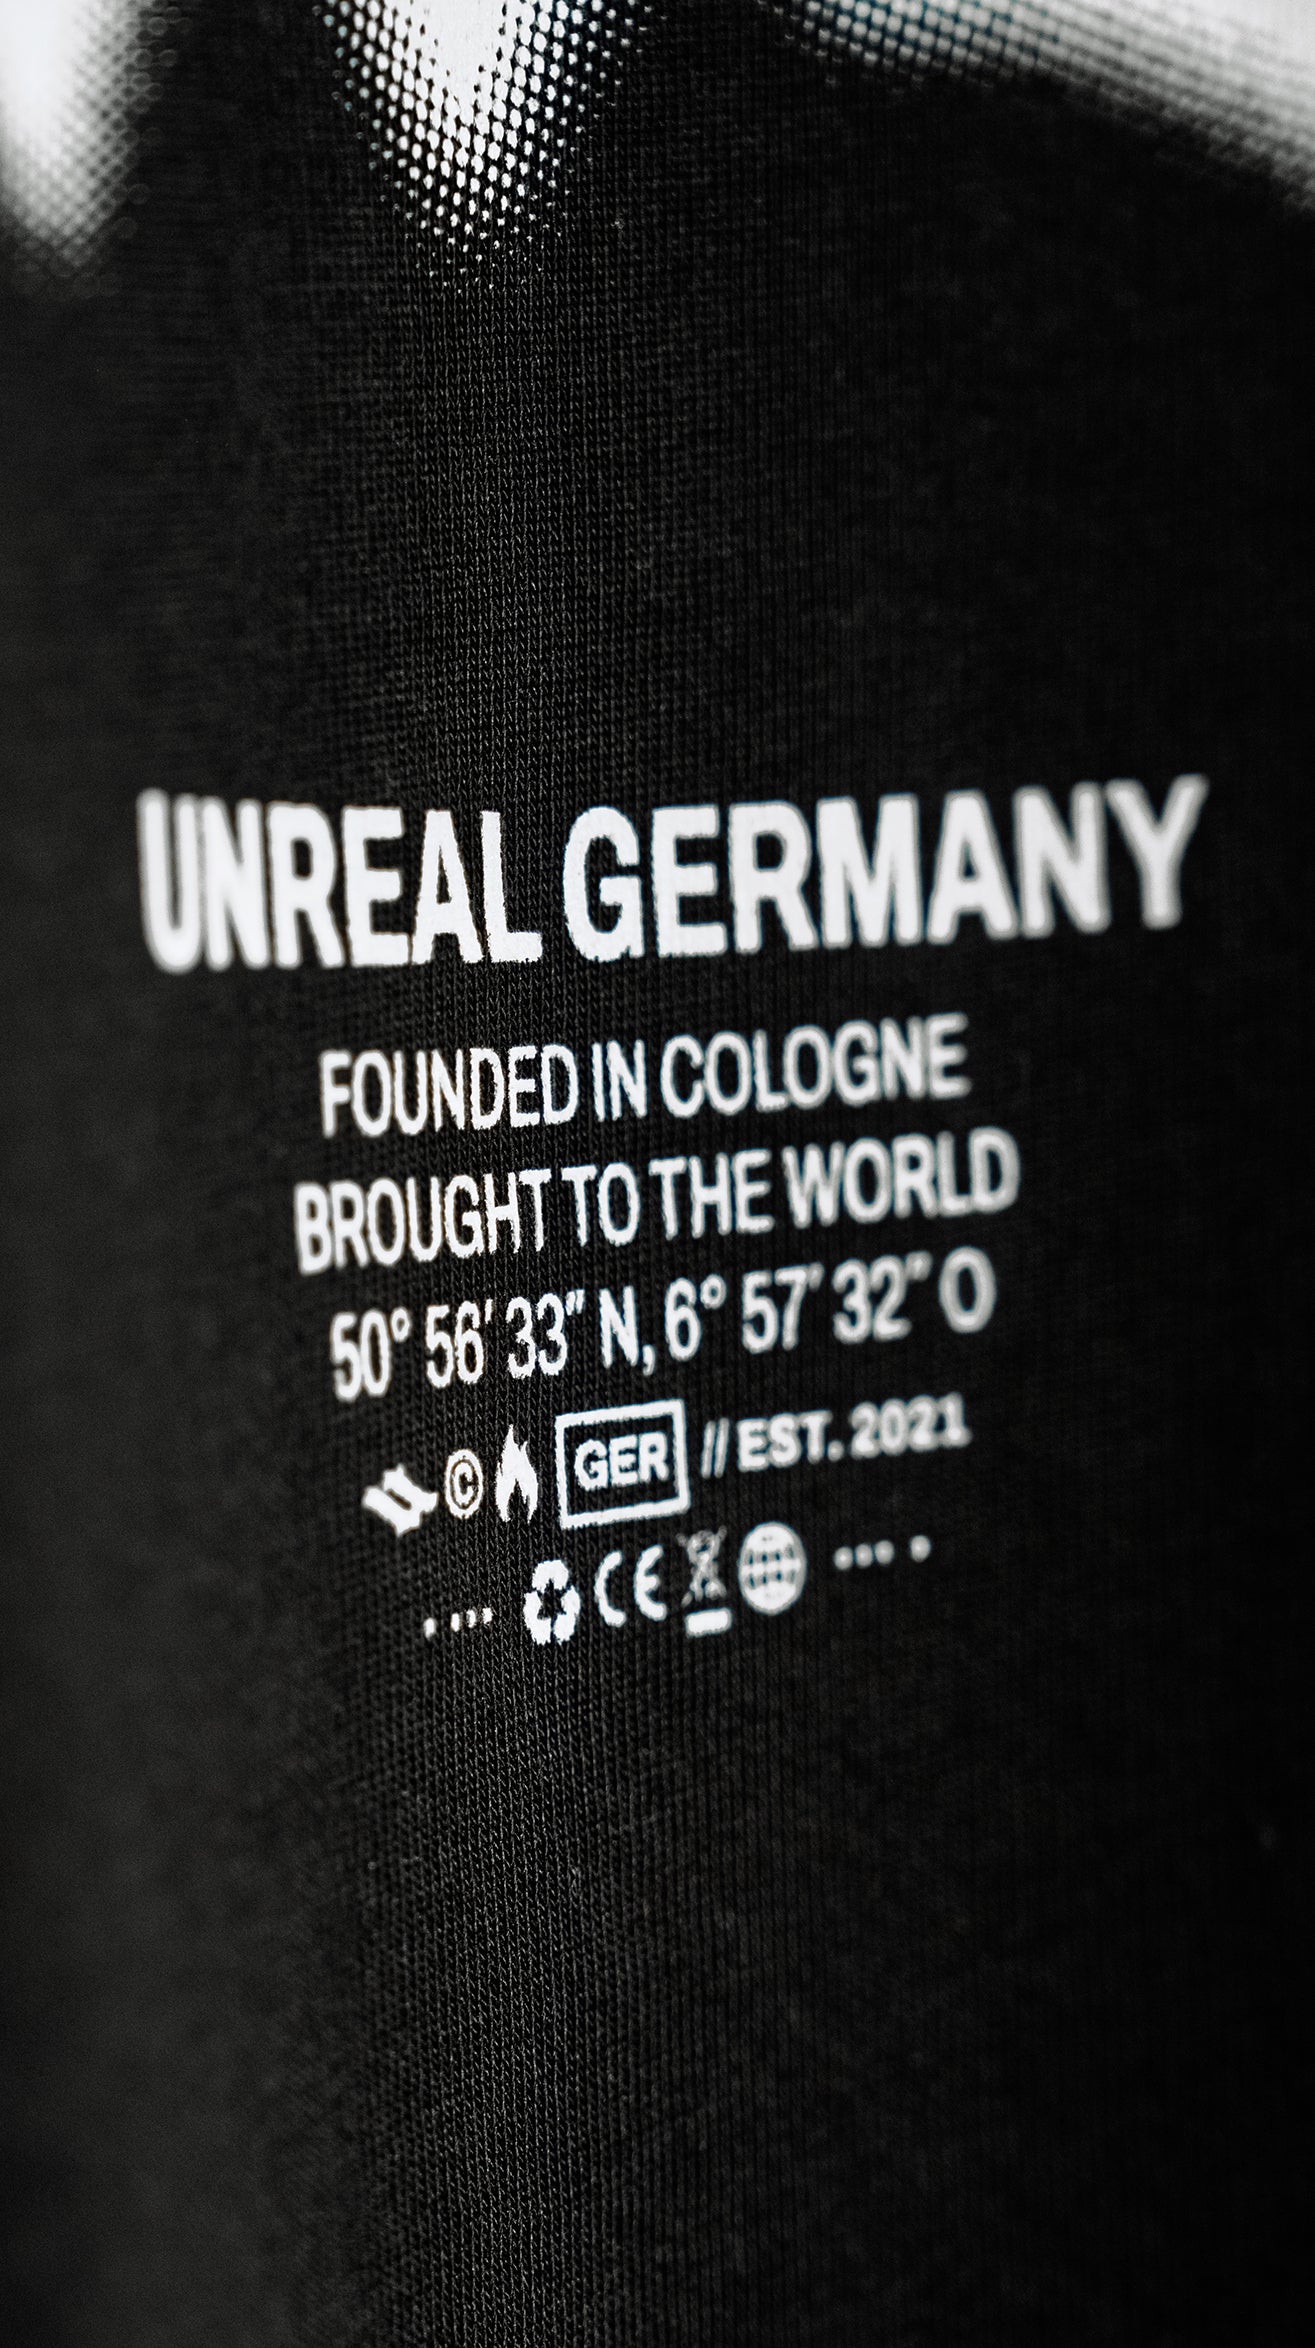 UNREAL GERMANY
FOUNDED IN COLOGNE
BROUGHT TO THE WORLD
50° 56' 33" N, 6° 57' 32" O
© GER // EST. 2021
CE